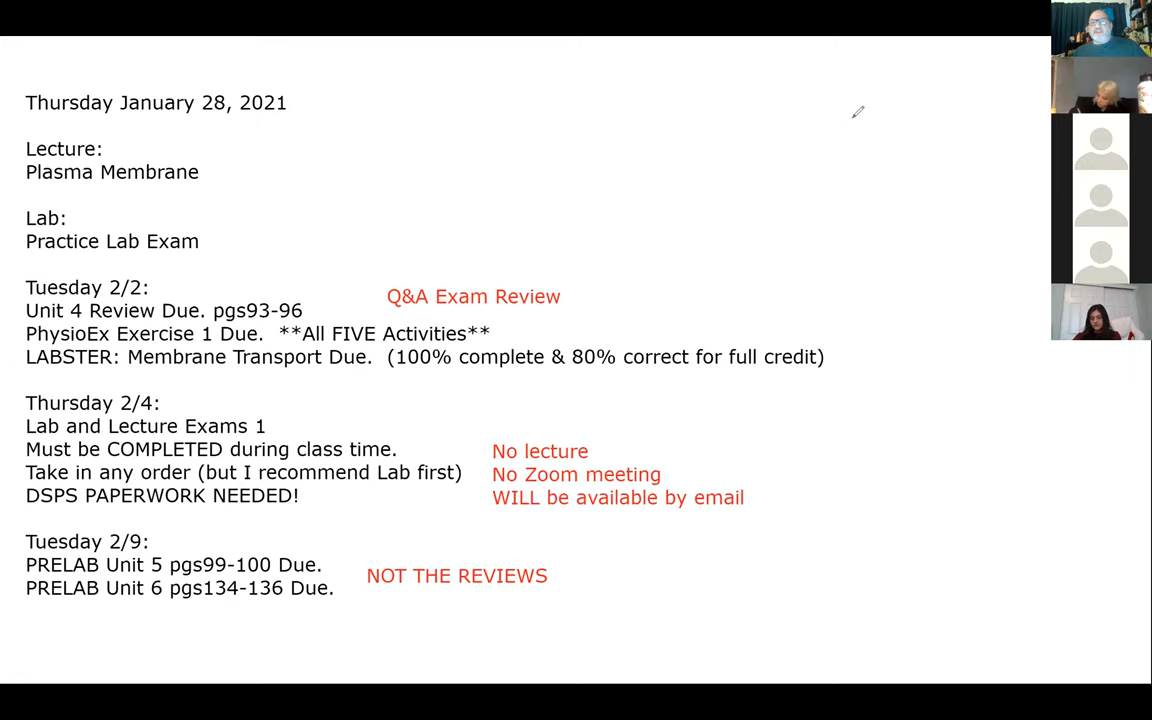 Thursday January 28, 2021
Lecture:
Plasma Membrane
Lab:
Practice Lab Exam
Tuesday 2/2:
Unit 4 Review Due. pgs93-96
Q&A Exam Review
PhysioEx Exercise 1 Due.  **All FIVE Activities**
LABSTER: Membrane Transport Due.  (100% complete & 80% correct for full credit)
Thursday 2/4:
Lab and Lecture Exams 1
Must be COMPLETED during class time.
Take in any order (but I recommend Lab first)
DSPS PAPERWORK NEEDED!
No lecture
No Zoom meeting
WILL be available by email
Tuesday 2/9:
PRELAB Unit 5 pgs99-100 Due.
PRELAB Unit 6 pgs134-136 Due.
NOT THE REVIEWS